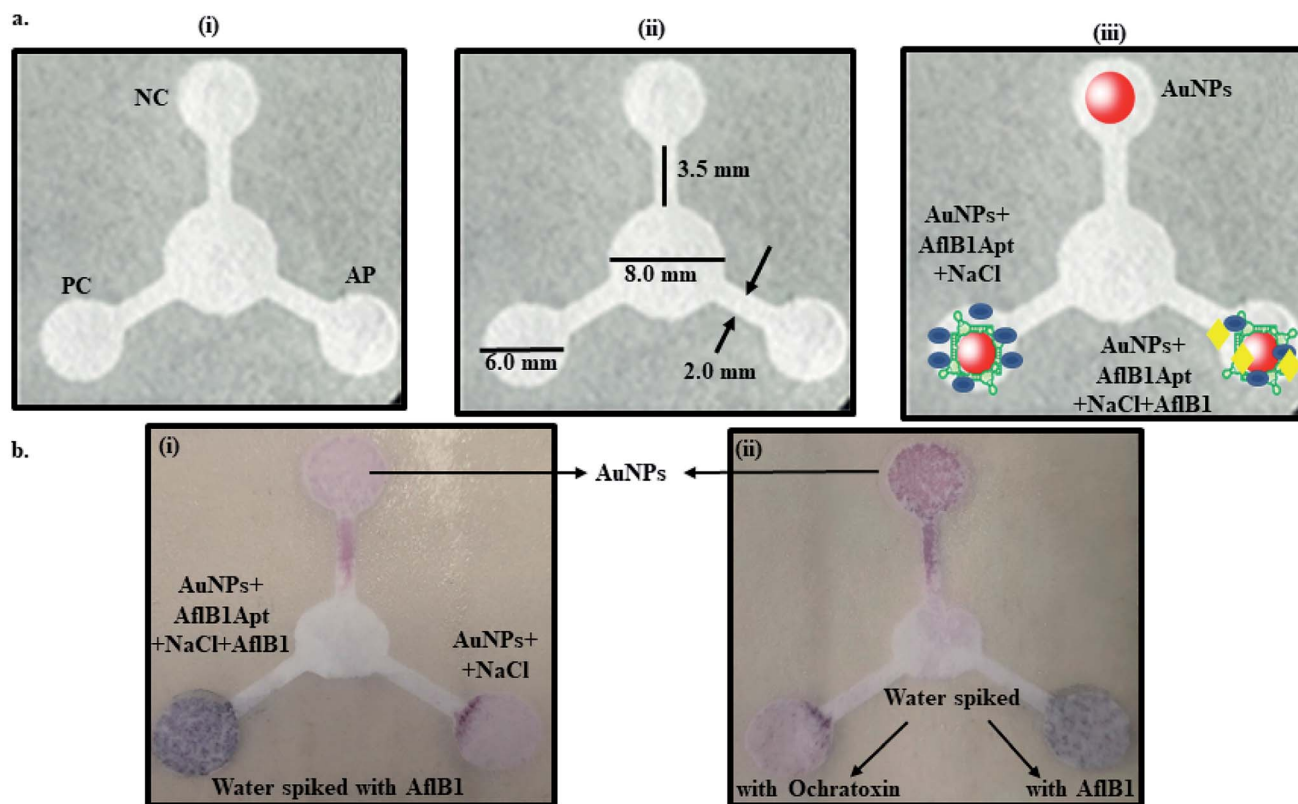 a.
(i)
NC
PC
AP
(ii)
3.5 mm
8.0 mm
6.0 mm
2.0 mm
(iii)
AuNPs
AuNPs+
AflB1Apt
+NaCl
AuNPs+
AflB1Apt
+NaCl+AflB1
b.
(i)
AuNPs
AuNPs+
AflB1Apt
+NaCl+AflB1
AuNPs+
+NaCl
Water spiked with AflB1
(ii)
Water spiked
with Ochratoxin
with AflB1